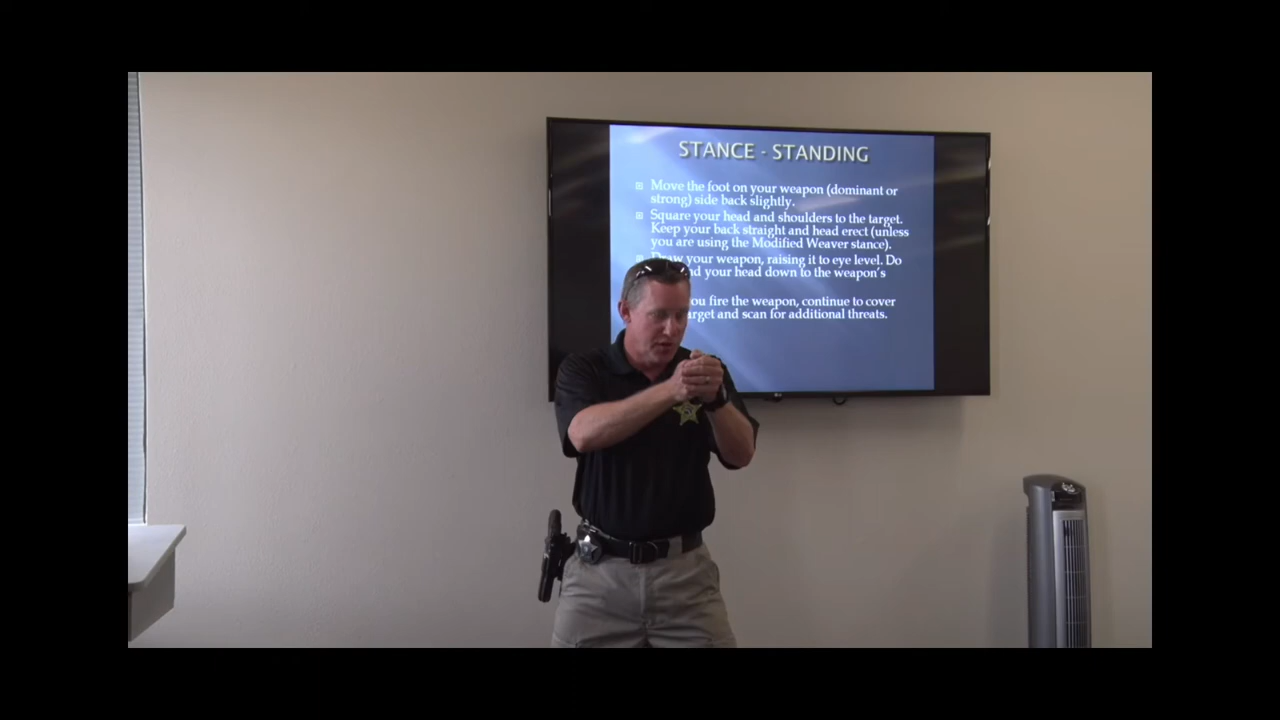 STANCE - STANDING
Move the foot on your weapon (dominant or
strong) side back slightly.
Square your head and shoulders to the target.
Keep your back straight and head erect (unless
you are using the Modified Weaver stance).
Draw your weapon, raising it to eye level. Do
your head down to the weapon's
you fire the weapon, continue to cover
and scan for additional threats.